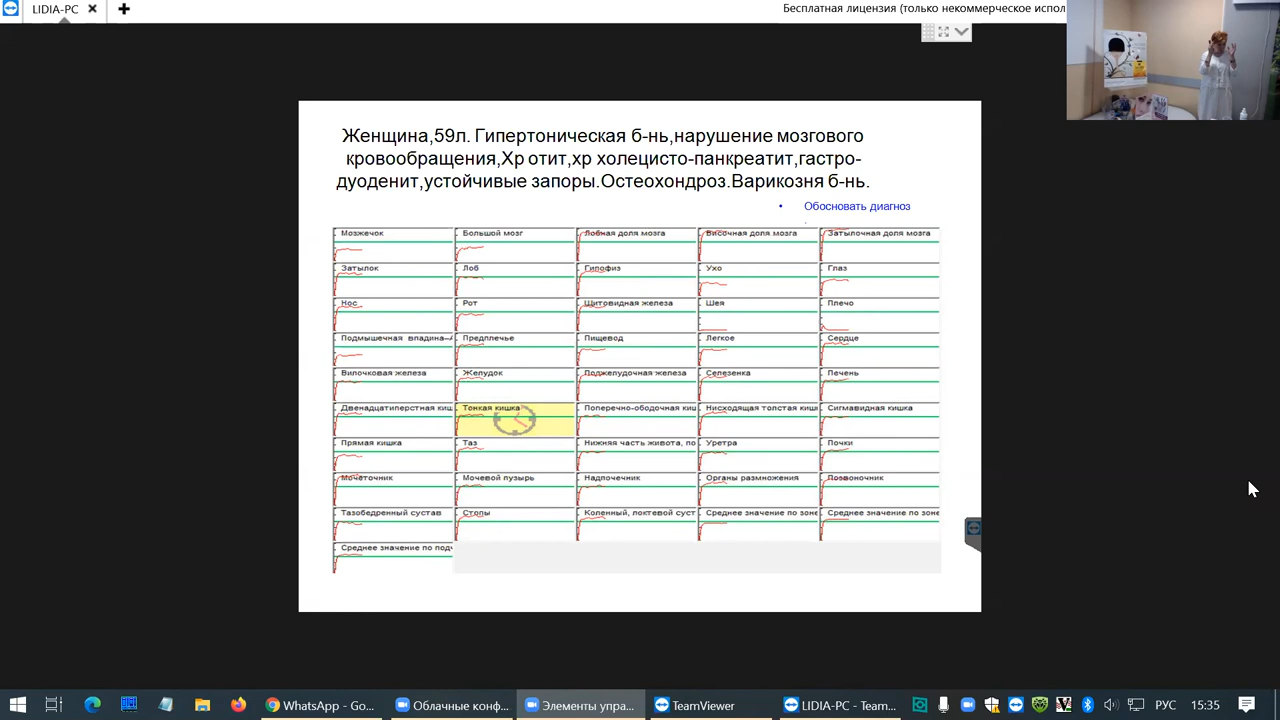 LIDIA-PC
Бесплатная лицензия (только некоммерческое испол
Женщина,59л. Гипертоническая б-нь,нарушение мозгового
кровообращения,Хр отит,хр холецисто-панкреатит,гастро-
дуоденит,устойчивые запоры.Остеохондроз.Варикозня б-нь.
• Обосновать диагноз
Мозжечок Большой мозг Лобная доля мозга Височная доля мозга Затылочная доля мозга
Затылок Лоб Гипофиз Ухо Глаз
Нос Рот Щитовидная железа Шея Плечо
Подмышечная впадина–/ Предплечье Пищевод Легкое Сердце
Вилочковая железа Желудок Поджелудочная железа Селезенка Печень
Двенадцатиперстная киш Тонкая кишка Поперечно-ободочная киш Нисходящая толстая киш Сигмавидная кишка
Прямая кишка Таз Нижняя часть живота, по Уретра Почки
Мочеточник Мочевой пузырь Надпочечник Органы размножения Позвоночник
Тазобедренный сустав Стопы Коленный, локтевой суст Среднее значение по зоне Среднее значение по зоне
Среднее значение по подч
WhatsApp - Go... Облачные конф... Элементы упра... TeamViewer LIDIA-PC - Team... РУС 15:35